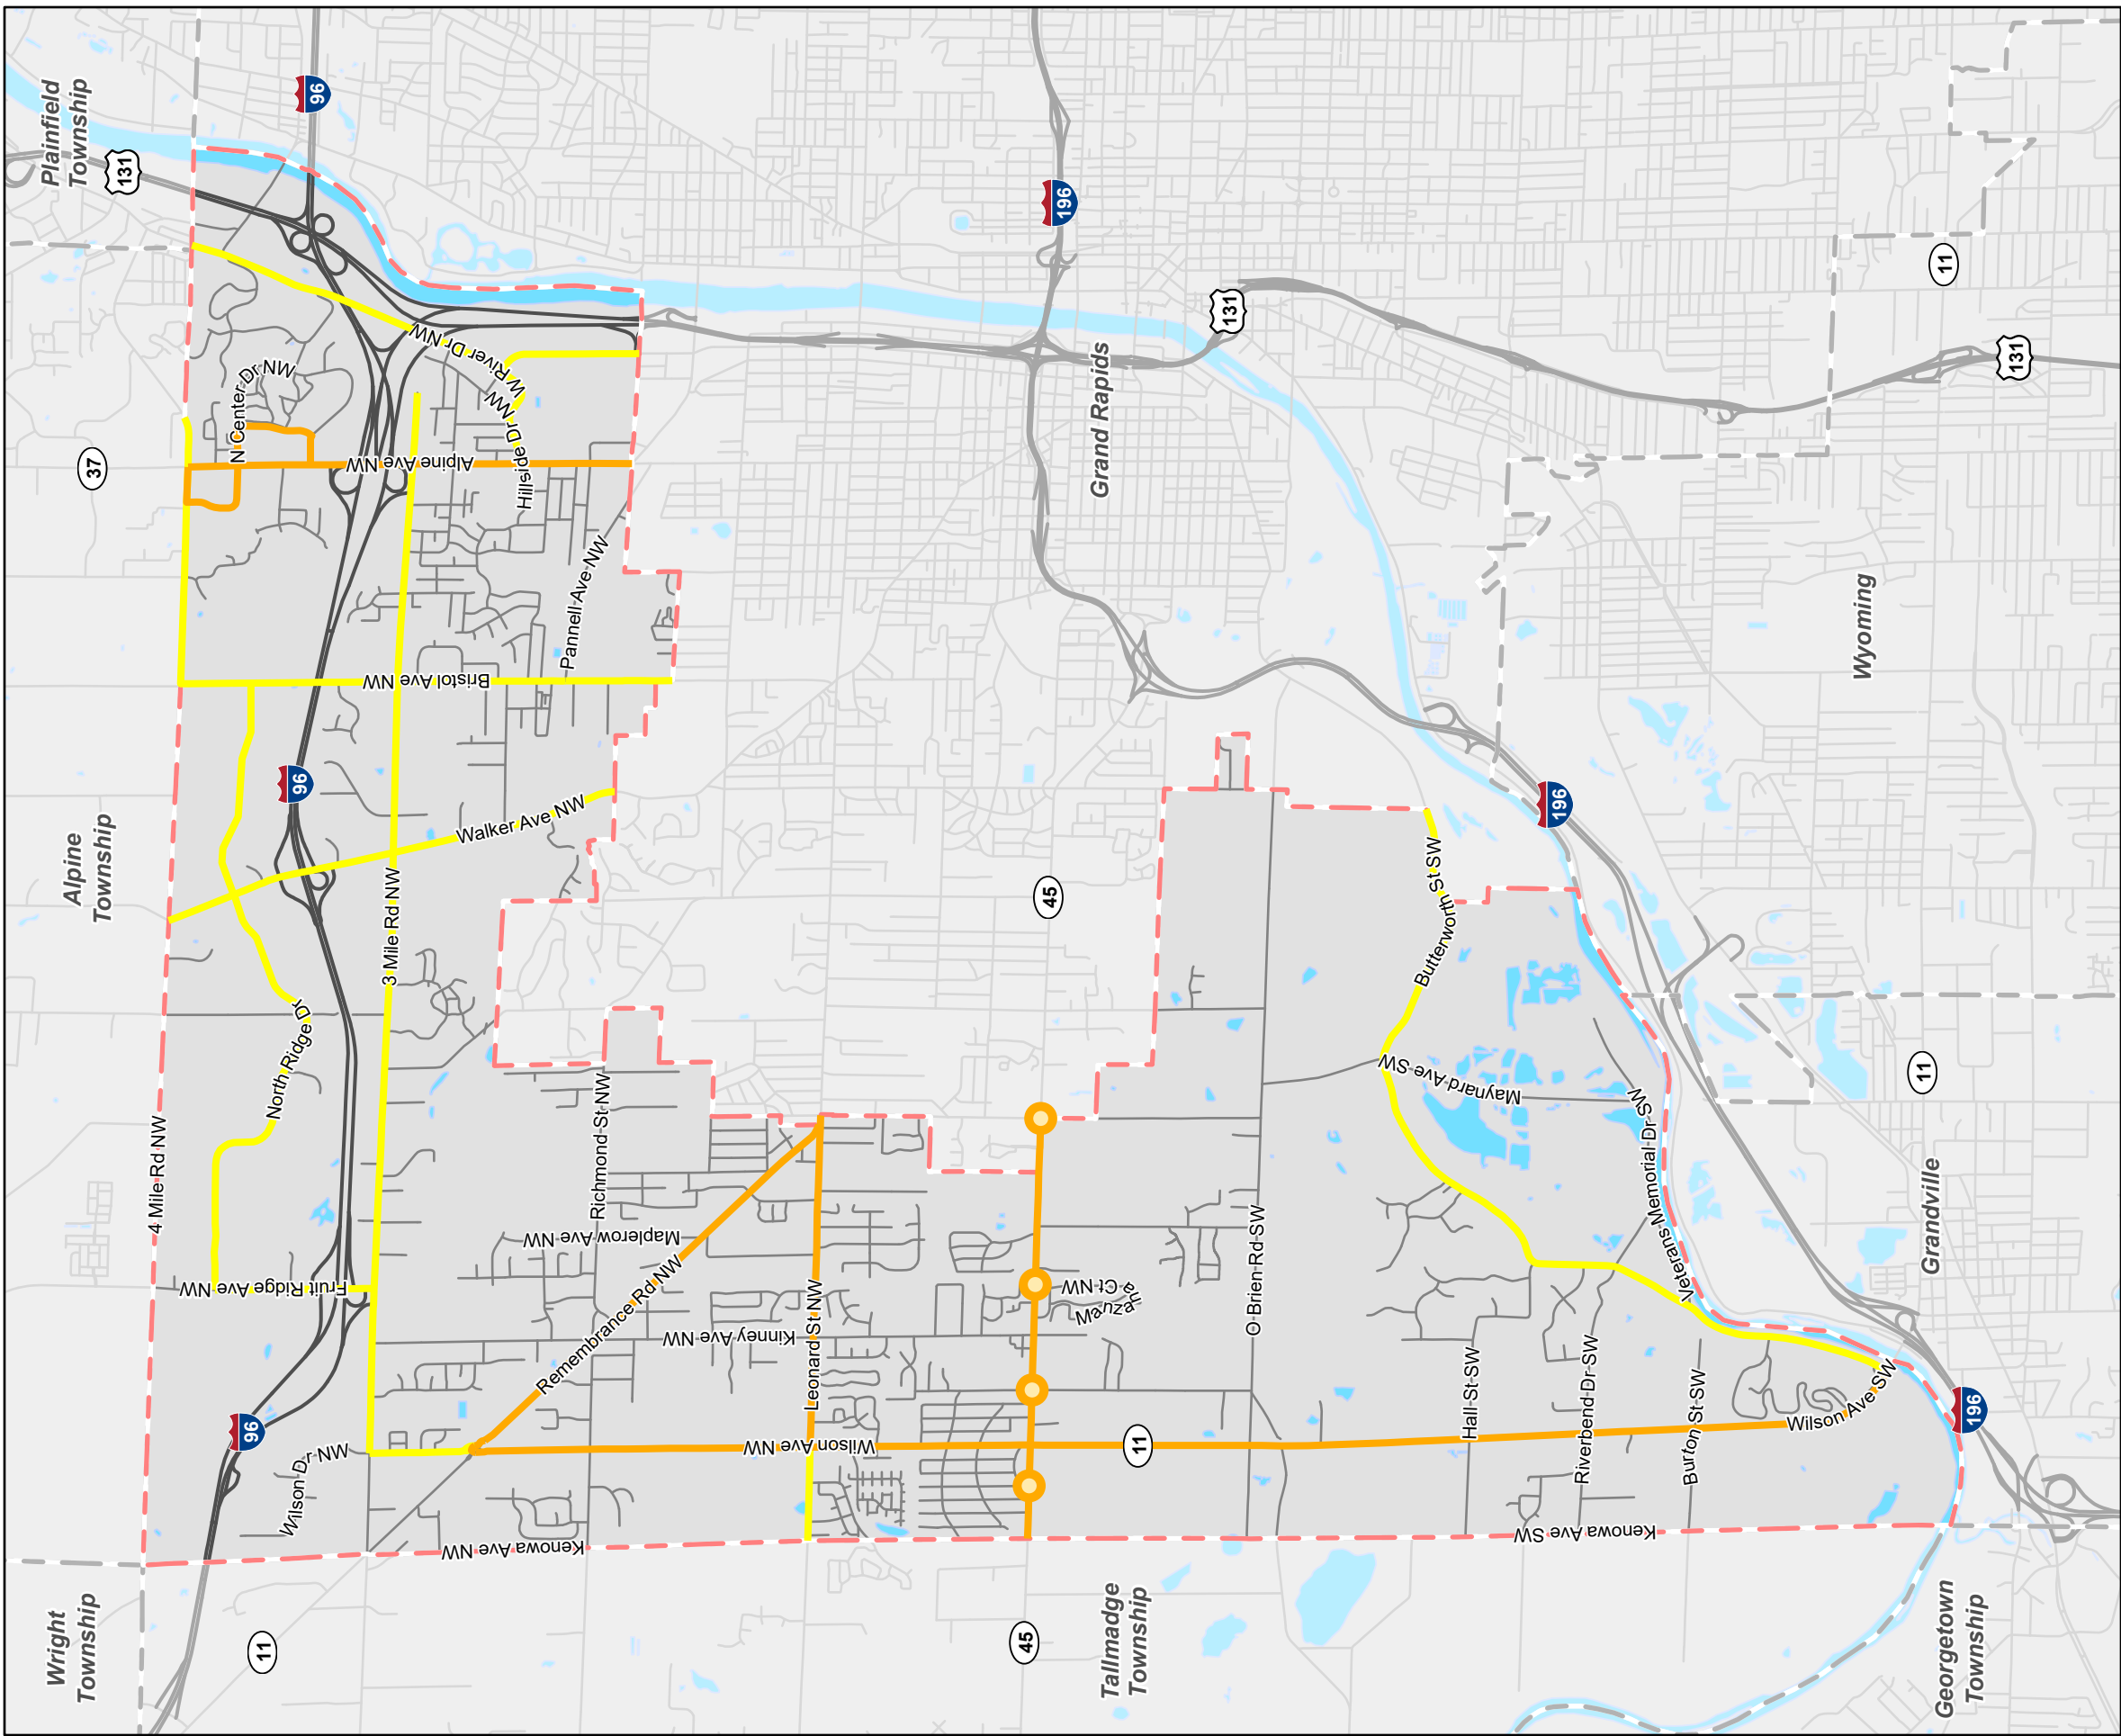 Wright
Township
Alpine
Township
Plainfield
Township
37
131
4 Mile Rd NW
11
96
Wilson Dr NW
Fruit Ridge Ave NW
North Ridge Dr
96
N Center Dr NW
96
3 Mile Rd NW
Bristol Ave NW
Alpine Ave NW
W River Dr NW
Hillside Dr NW
Walker Ave NW
Pannell Ave NW
Kenowa Ave NW
Remembrance Rd NW
Richmond St NW
Maplerow Ave NW
Kinney Ave NW
Leonard St NW
Wilson Ave NW
45
45
196
Manzana Ct NW
Grand Rapids
Tallmadge
Township
11
131
O Brien Rd SW
Butterworth St SW
Maynard Ave SW
Hall St SW
Riverbend Dr SW
Kenowa Ave SW
196
Veterans Memorial Dr SW
Burton St SW
Wilson Ave SW
Wyoming
11
11
131
Grandville
196
Georgetown
Township